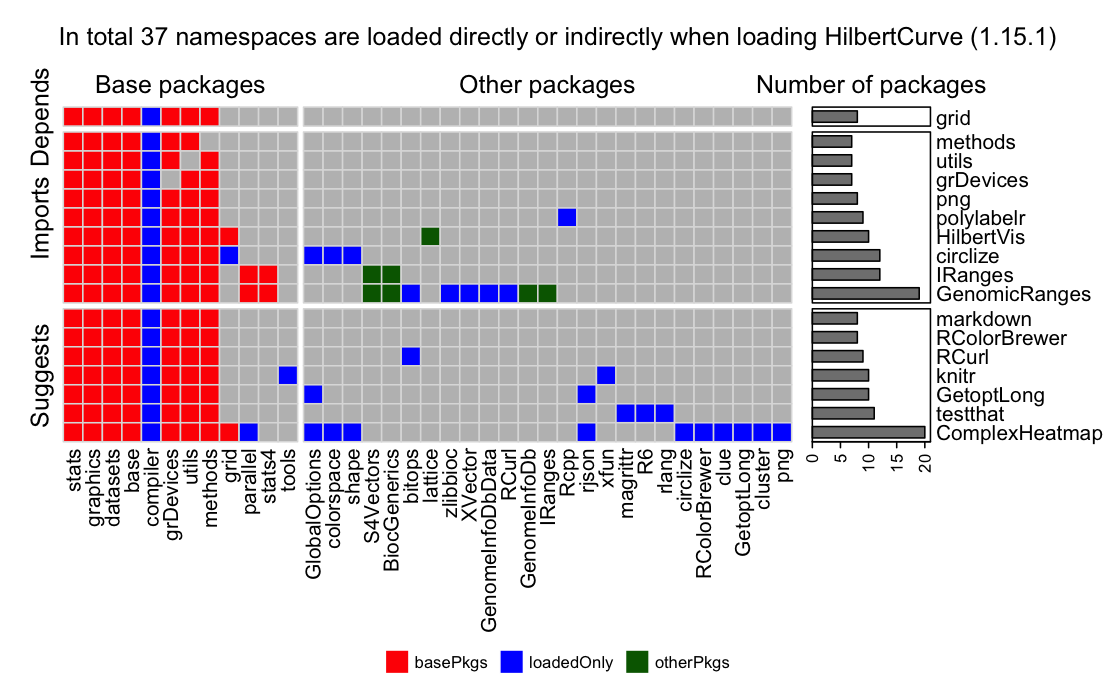 In total 37 namespaces are loaded directly or indirectly when loading HilbertCurve (1.15.1)
Base packages
Other packages
Number of packages
Depends
Imports
Suggests
grid
methods
utils
grDevices
png
polylabelr
HilbertVis
circlize
IRanges
GenomicRanges
markdown
RColorBrewer
RCurl
knitr
GetoptLong
testthat
ComplexHeatmap
0
5
10
15
20
stats
graphics
datasets
base
compiler
grDevices
utils
methods
grid
parallel
stats4
tools
GlobalOptions
colorspace
shape
S4Vectors
BiocGenerics
bitops
lattice
zlibbioc
XVector
GenomeInfoDbData
RCurl
GenomeInfoDb
IRanges
Rcpp
rjson
xfun
magrittr
R6
rlang
circlize
RColorBrewer
clue
GetoptLong
cluster
png
basePkgs
loadedOnly
otherPkgs